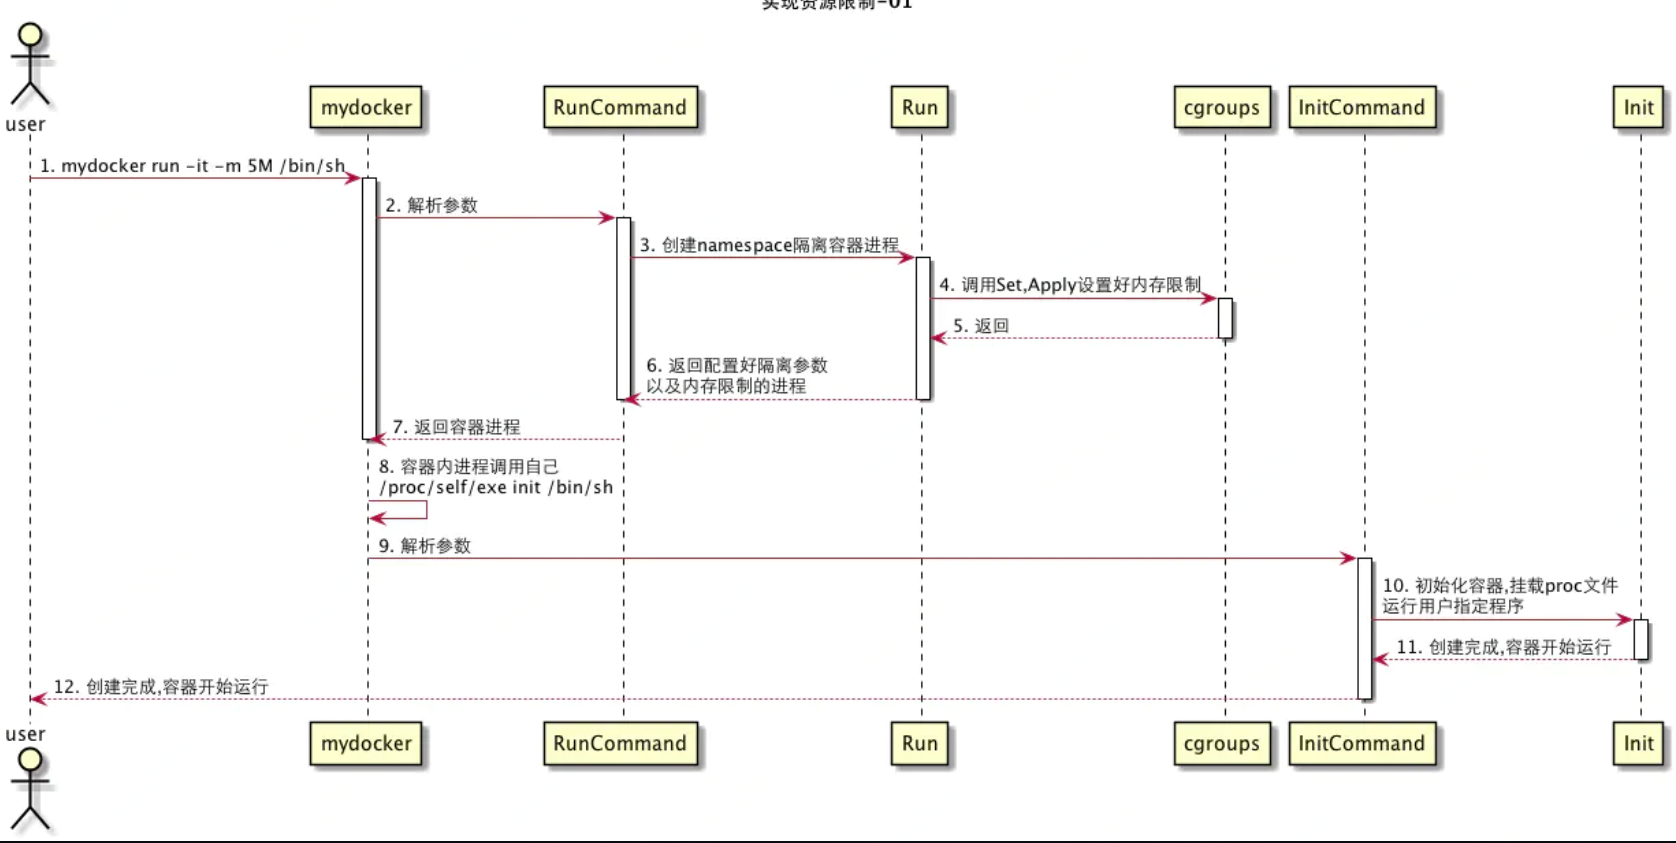 实现资源限制-01
user
mydocker
RunCommand
Run
cgroups
InitCommand
Init
1. mydocker run -it -m 5M /bin/sh
2. 解析参数
3. 创建namespace隔离容器进程
4. 调用Set,Apply设置好内存限制
5. 返回
6. 返回配置好隔离参数
以及内存限制的进程
7. 返回容器进程
8. 容器内进程调用自己
/proc/self/exe init /bin/sh
9. 解析参数
10. 初始化容器,挂载proc文件
运行用户指定程序
11. 创建完成,容器开始运行
12. 创建完成,容器开始运行
user
mydocker
RunCommand
Run
cgroups
InitCommand
Init